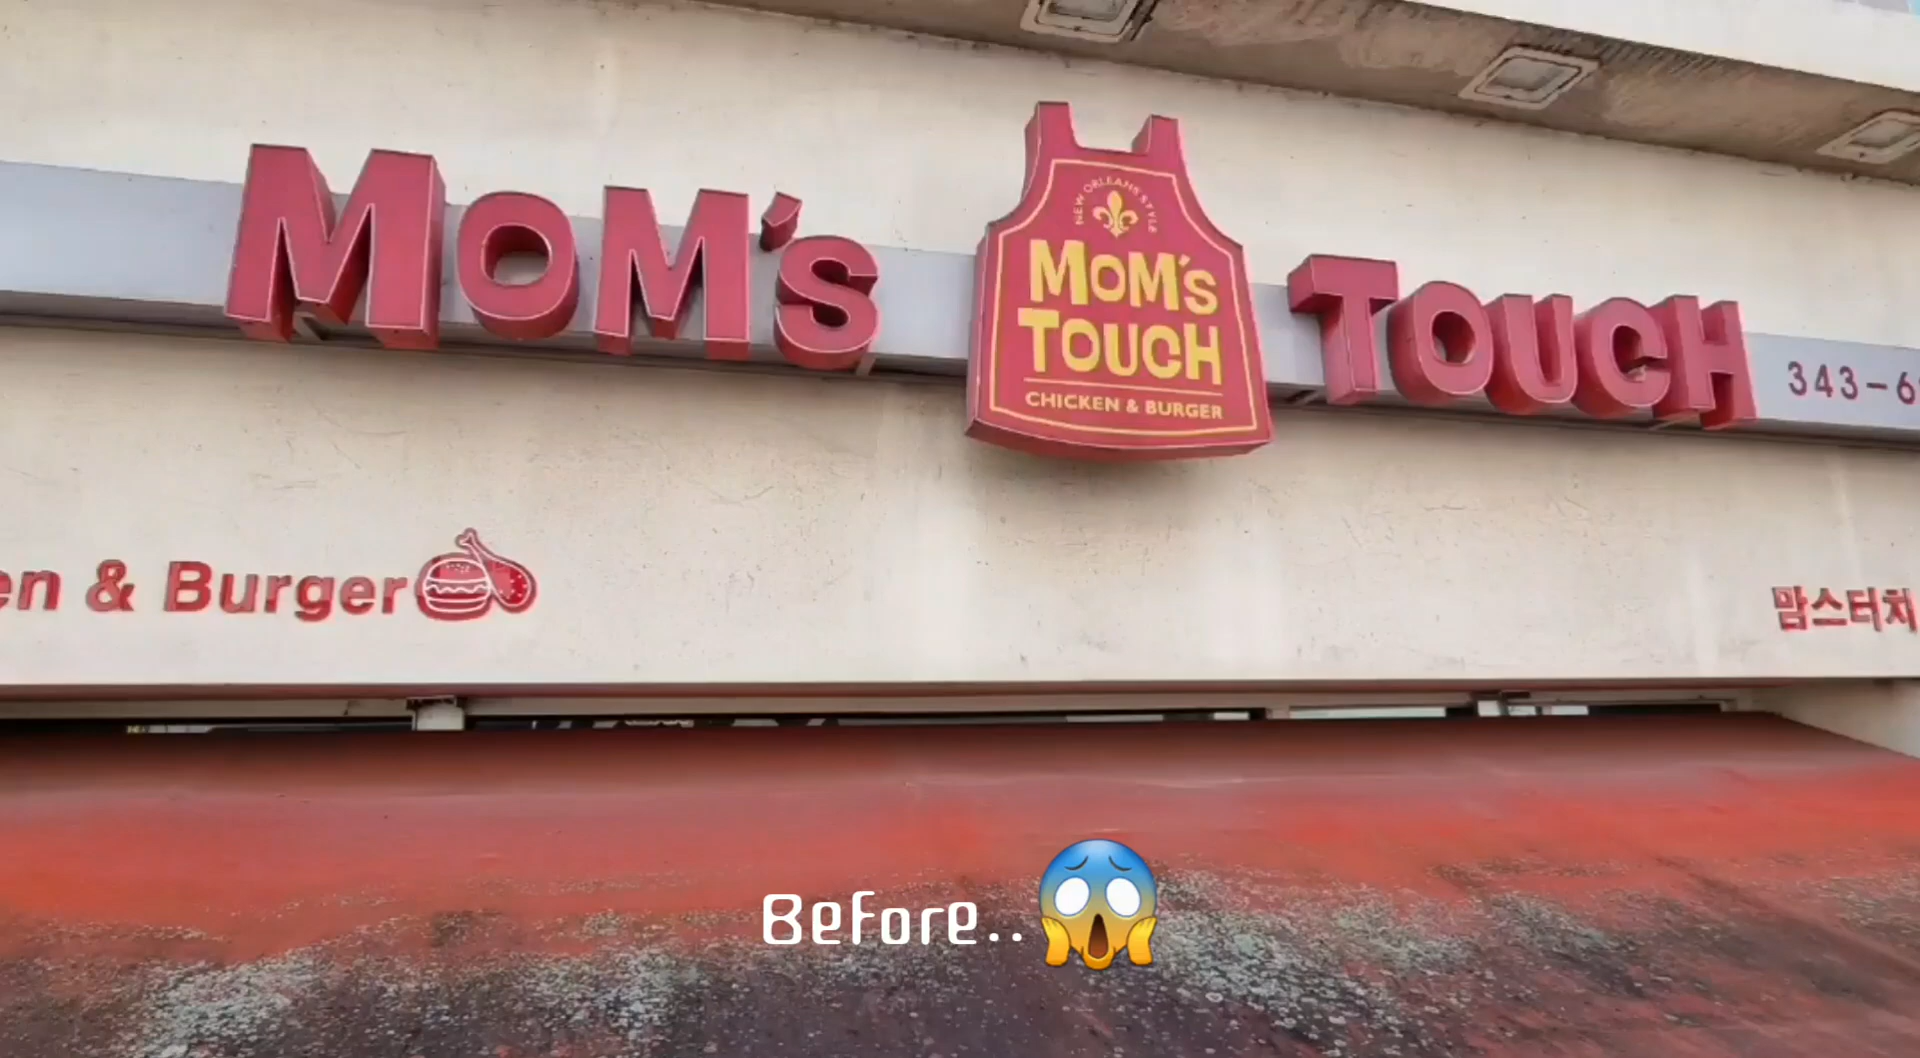 MoM's
NEW ORLEANS STYLE
MoM's
TOUCH
CHICKEN & BURGER
TOUCH
343-6
en & Burger
맘스터치
Before..